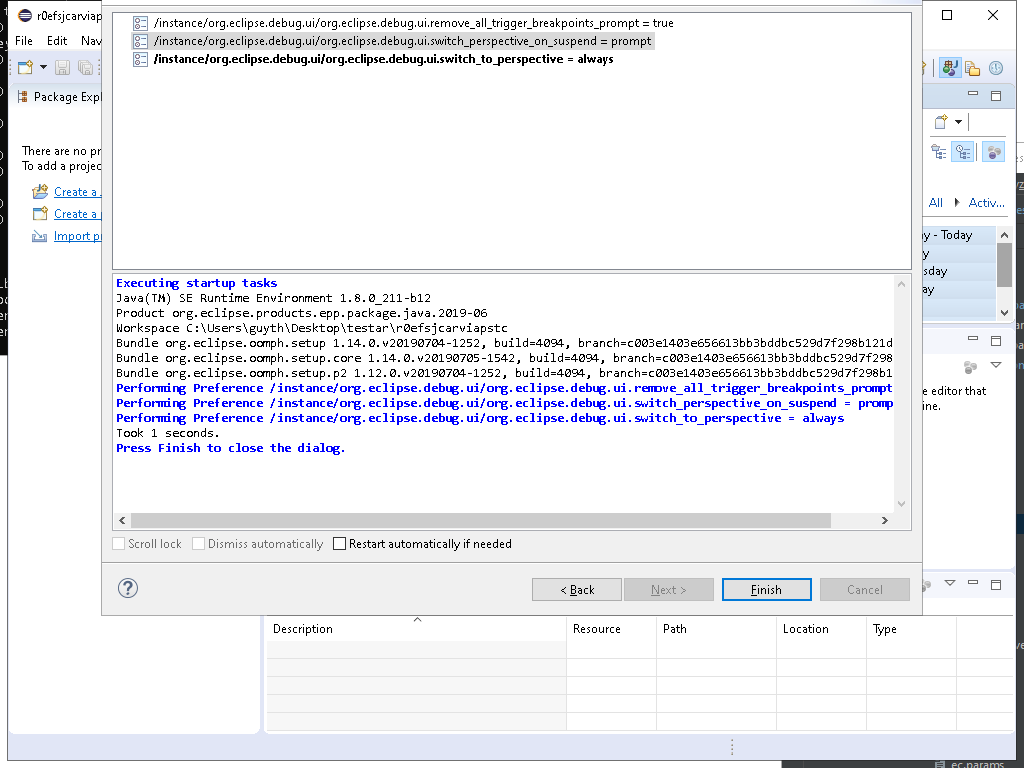 r0efsjcarviap
File Edit Nav
Package Expl
There are no pr
To add a projec
Create a
Create a
Import pr
/instance/org.eclipse.debug.ui/org.eclipse.debug.ui.remove_all_trigger_breakpoints_prompt = true
/instance/org.eclipse.debug.ui/org.eclipse.debug.ui.switch_perspective_on_suspend = prompt
/instance/org.eclipse.debug.ui/org.eclipse.debug.ui.switch_to_perspective = always
Executing startup tasks
Java(TM) SE Runtime Environment 1.8.0_211-b12
Product org.eclipse.products.epp.package.java.2019-06
Workspace C:\Users\guyth\Desktop\testar\r0efsjcarviapstc
Bundle org.eclipse.oomph.setup 1.14.0.v20190704-1252, build=4094, branch=c003e1403e656613bb3bddbc529d7f298b121d
Bundle org.eclipse.oomph.setup.core 1.14.0.v20190705-1542, build=4094, branch=c003e1403e656613bb3bddbc529d7f298
Bundle org.eclipse.oomph.setup.p2 1.12.0.v20190704-1252, build=4094, branch=c003e1403e656613bb3bddbc529d7f298b1
Performing Preference /instance/org.eclipse.debug.ui/org.eclipse.debug.ui.remove_all_trigger_breakpoints_prompt
Performing Preference /instance/org.eclipse.debug.ui/org.eclipse.debug.ui.switch_perspective_on_suspend = promp
Performing Preference /instance/org.eclipse.debug.ui/org.eclipse.debug.ui.switch_to_perspective = always
Took 1 seconds.
Press Finish to close the dialog.
Scroll lock Dismiss automatically Restart automatically if needed
< Back Next > Finish Cancel
All Activ...
y - Today
y
sday
ay
e editor that
ine.
Description Resource Path Location Type
ec.params